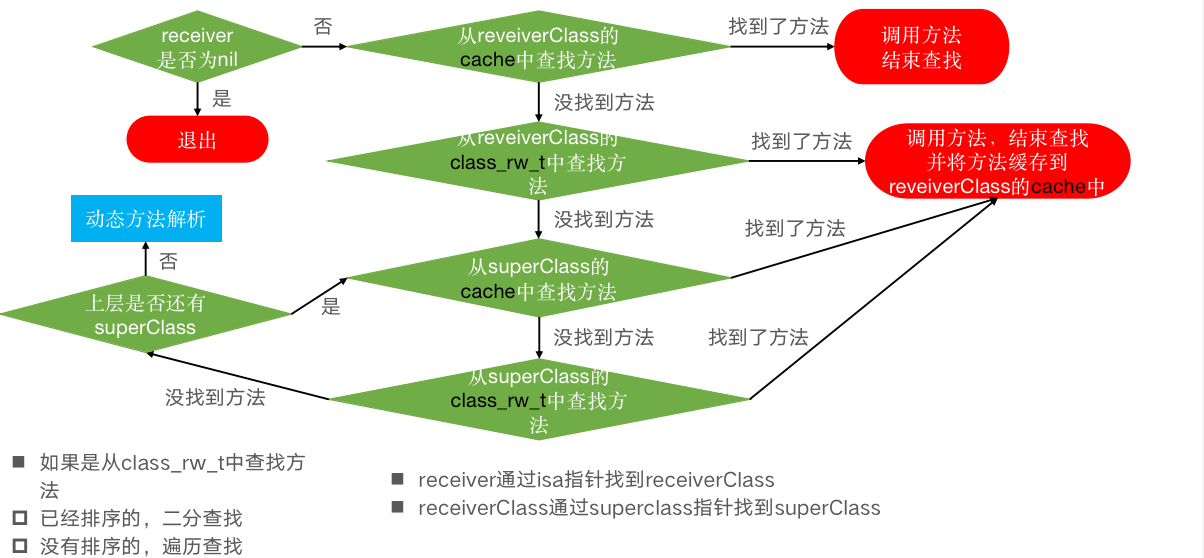 receiver
是否为nil
否
从reveiverClass的
cache中查找方法
找到了方法
调用方法
结束查找
是
没找到方法
退出
从reveiverClass的
class_rw_t中查找方
法
找到了方法
调用方法，结束查找
并将方法缓存到
reveiverClass的cache中
动态方法解析
没找到方法
找到了方法
否
从superClass的
cache中查找方法
上层是否还有
superClass
是
没找到方法
找到了方法
从superClass的
class_rw_t中查找方
法
没找到方法
如果是从class_rw_t中查找方
法
已经排序的，二分查找
没有排序的，遍历查找
receiver通过isa指针找到receiverClass
receiverClass通过superclass指针找到superClass